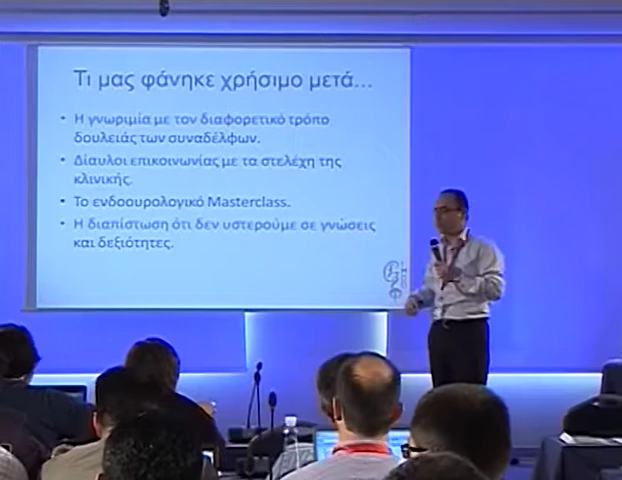 Τι μας φάνηκε χρήσιμο μετά...
• Η γνωριμία με τον διαφορετικό τρόπο
δουλειάς των συναδέλφων.
• Δίαυλοι επικοινωνίας με τα στελέχη της
κλινικής.
• Το ενδοουρολογικό Masterclass.
• Η διαπίστωση ότι δεν υστερούμε σε γνώσεις
και δεξιότητες.